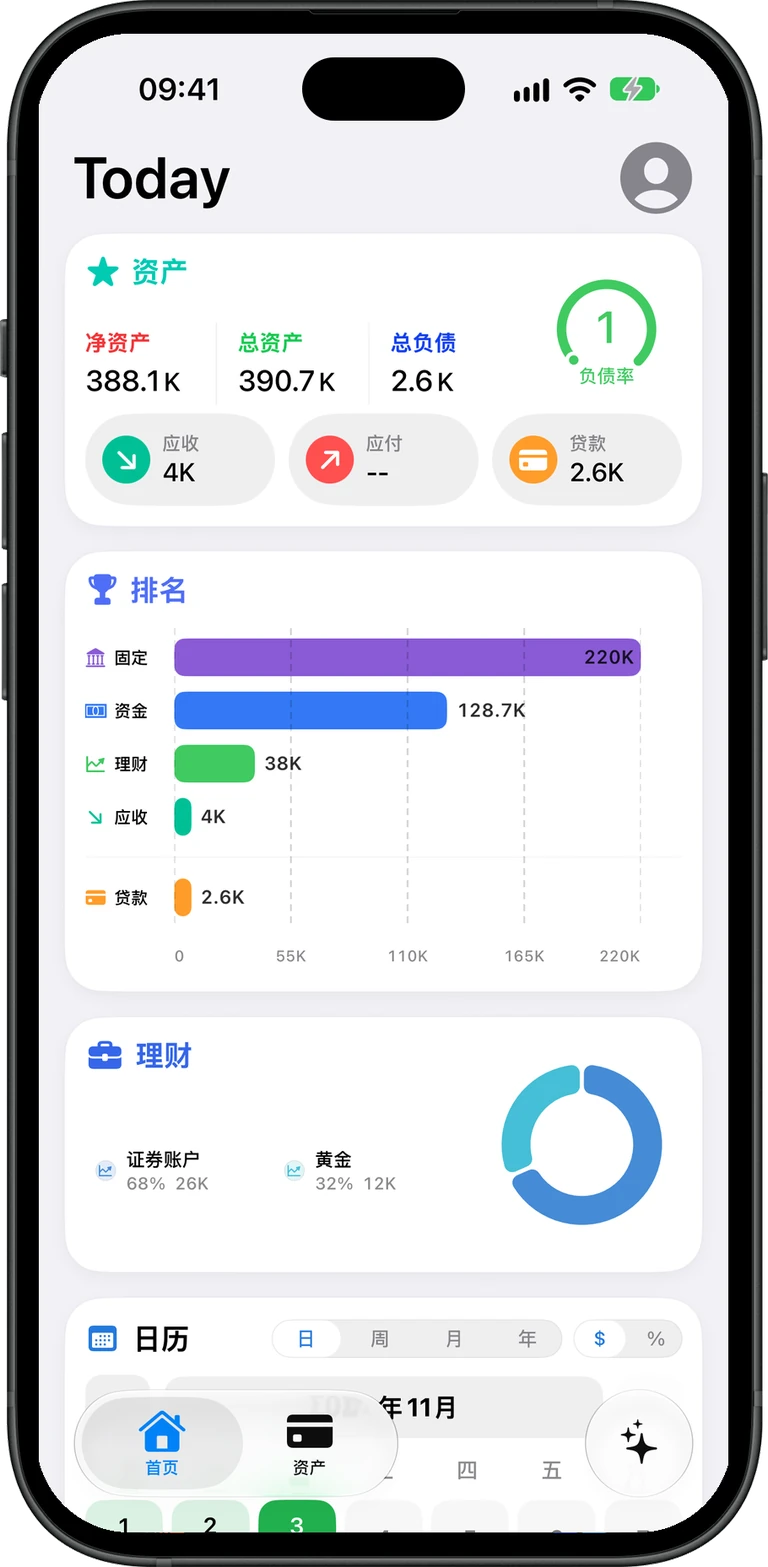 09:41
Today
资产
净资产 总资产 总负债
388.1K 390.7K 2.6K
1
负债率
应收 应付 贷款
4K -- 2.6K
排名
固定 220K
资金 128.7K
理财 38K
应收 4K
贷款 2.6K
0 55K 110K 165K 220K
理财
证券账户 黄金
68% 26K 32% 12K
日历 日 周 月 年 $ %
年11月
四 五
首页 资产
1 2 3